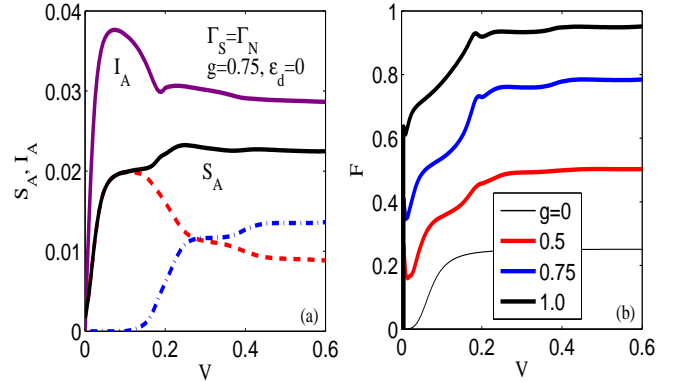 0.04
0.03
0.02
0.01
0
S_A, I_A
Γ_S=Γ_N
g=0.75, ε_d=0
I_A
S_A
(a)
0 0.2 0.4 0.6
V
1
0.8
0.6
0.4
0.2
0
F
g=0
0.5
0.75
1.0
(b)
0 0.2 0.4 0.6
V